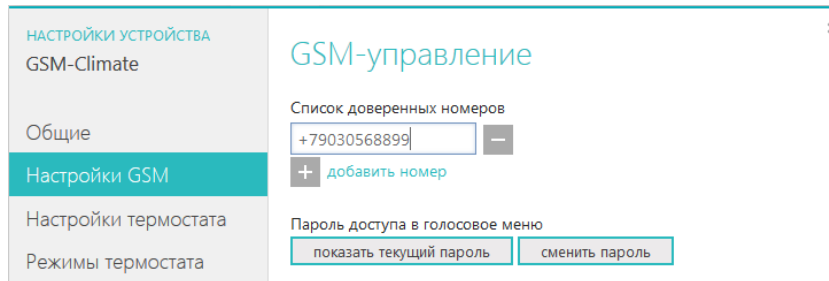 НАСТРОЙКИ УСТРОЙСТВА
GSM-Climate
Общие
Настройки GSM
Настройки термостата
Режимы термостата
GSM-управление
Список доверенных номеров
+79030568899
добавить номер
Пароль доступа в голосовое меню
показать текущий пароль сменить пароль